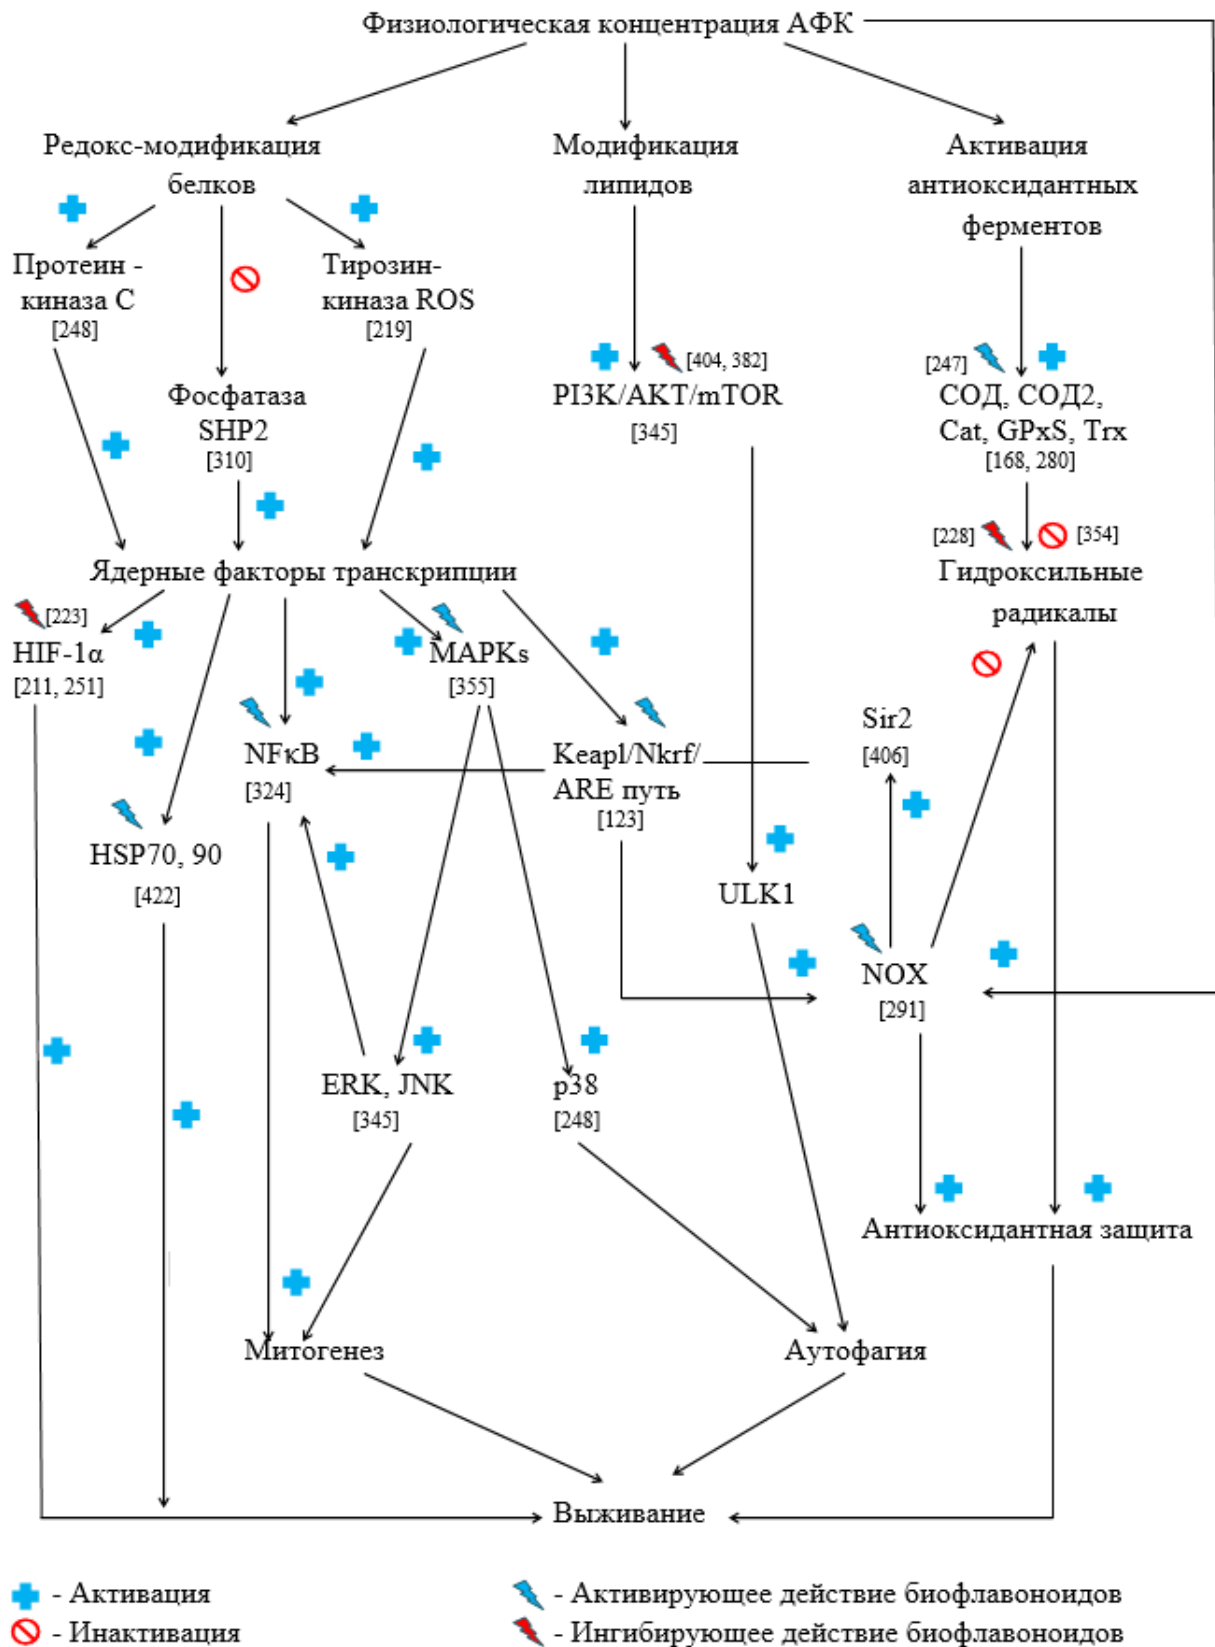 Физиологическая концентрация АФК
Редокс-модификация
белков
Модификация
липидов
Активация
антиоксидантных
ферментов
Протеин -
киназа С
[248]
Тирозин-
киназа ROS
[219]
Фосфатаза
SHP2
[310]
[404, 382]
PI3K/AKT/mTOR
[345]
[247]
СОД, СОД2,
Cat, GPxS, Trx
[168, 280]
[228]
[354]
Гидроксильные
радикалы
Ядерные факторы транскрипции
[223]
HIF-1α
[211, 251]
MAPKs
[355]
NFκB
[324]
Keapl/Nkrf/
ARE путь
[123]
Sir2
[406]
HSP70, 90
[422]
ULK1
NOX
[291]
ERK, JNK
[345]
p38
[248]
Антиоксидантная защита
Митогенез
Аутофагия
Выживание
- Активация
- Активирующее действие биофлавоноидов
- Инактивация
- Ингибирующее действие биофлавоноидов